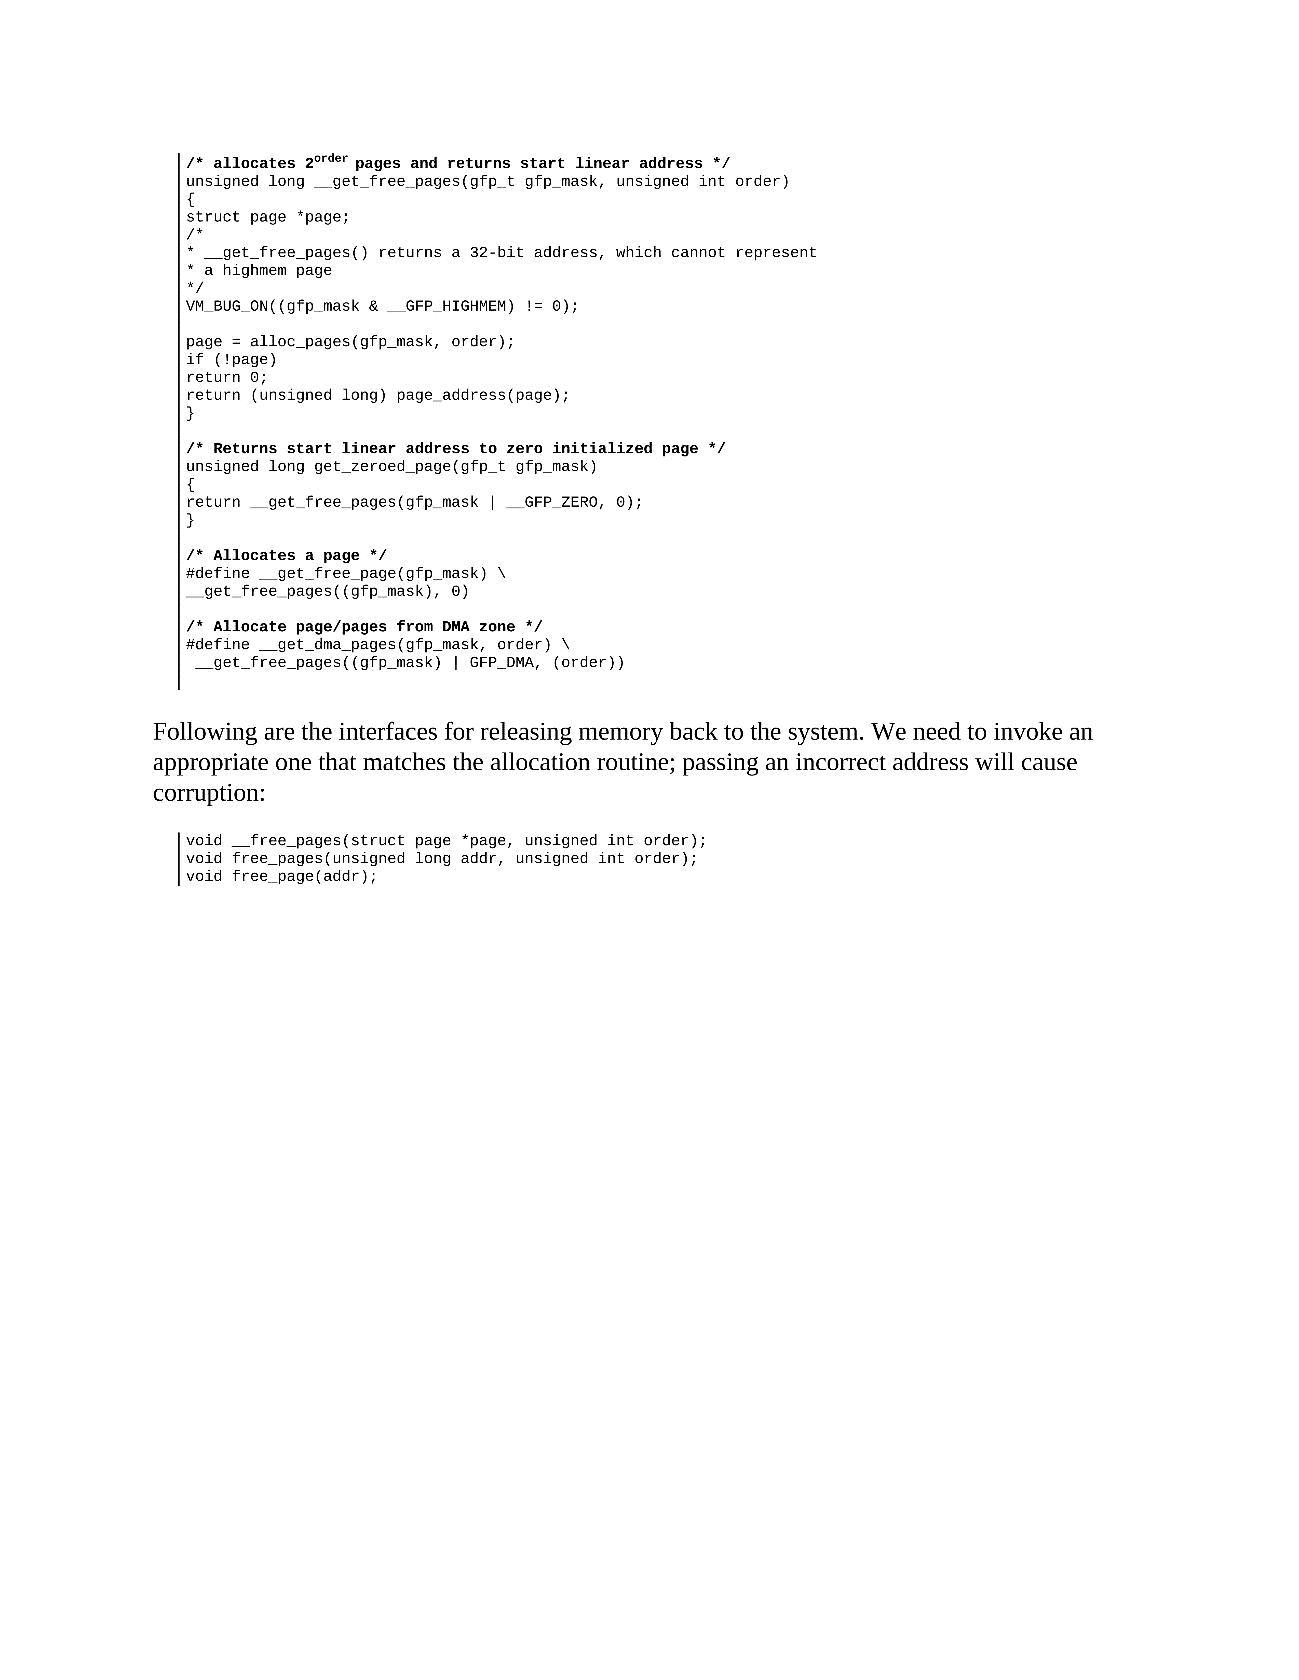 /* allocates 2order pages and returns start linear address */
unsigned long __get_free_pages(gfp_t gfp_mask, unsigned int order)
{
struct page *page;
/*
* __get_free_pages() returns a 32-bit address, which cannot represent
* a highmem page
*/
VM_BUG_ON((gfp_mask & __GFP_HIGHMEM) != 0);

page = alloc_pages(gfp_mask, order);
if (!page)
return 0;
return (unsigned long) page_address(page);
}

/* Returns start linear address to zero initialized page */
unsigned long get_zeroed_page(gfp_t gfp_mask)
{
return __get_free_pages(gfp_mask | __GFP_ZERO, 0);
}

/* Allocates a page */
#define __get_free_page(gfp_mask) \
__get_free_pages((gfp_mask), 0)

/* Allocate page/pages from DMA zone */
#define __get_dma_pages(gfp_mask, order) \
__get_free_pages((gfp_mask) | GFP_DMA, (order))

Following are the interfaces for releasing memory back to the system. We need to invoke an
appropriate one that matches the allocation routine; passing an incorrect address will cause
corruption:

void __free_pages(struct page *page, unsigned int order);
void free_pages(unsigned long addr, unsigned int order);
void free_page(addr);